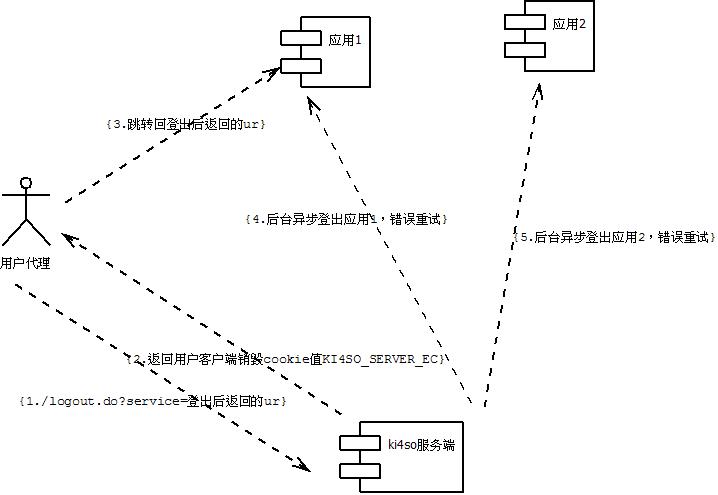 应用1
应用2
{3.跳转回登出后返回的ur}
{4.后台异步登出应用1，错误重试}
{5.后台异步登出应用2，错误重试}
用户代理
{2.返回用户客户端销毁cookie值KI4SO_SERVER_EC}
{1./logout.do?service=登出后返回的ur}
ki4so服务端